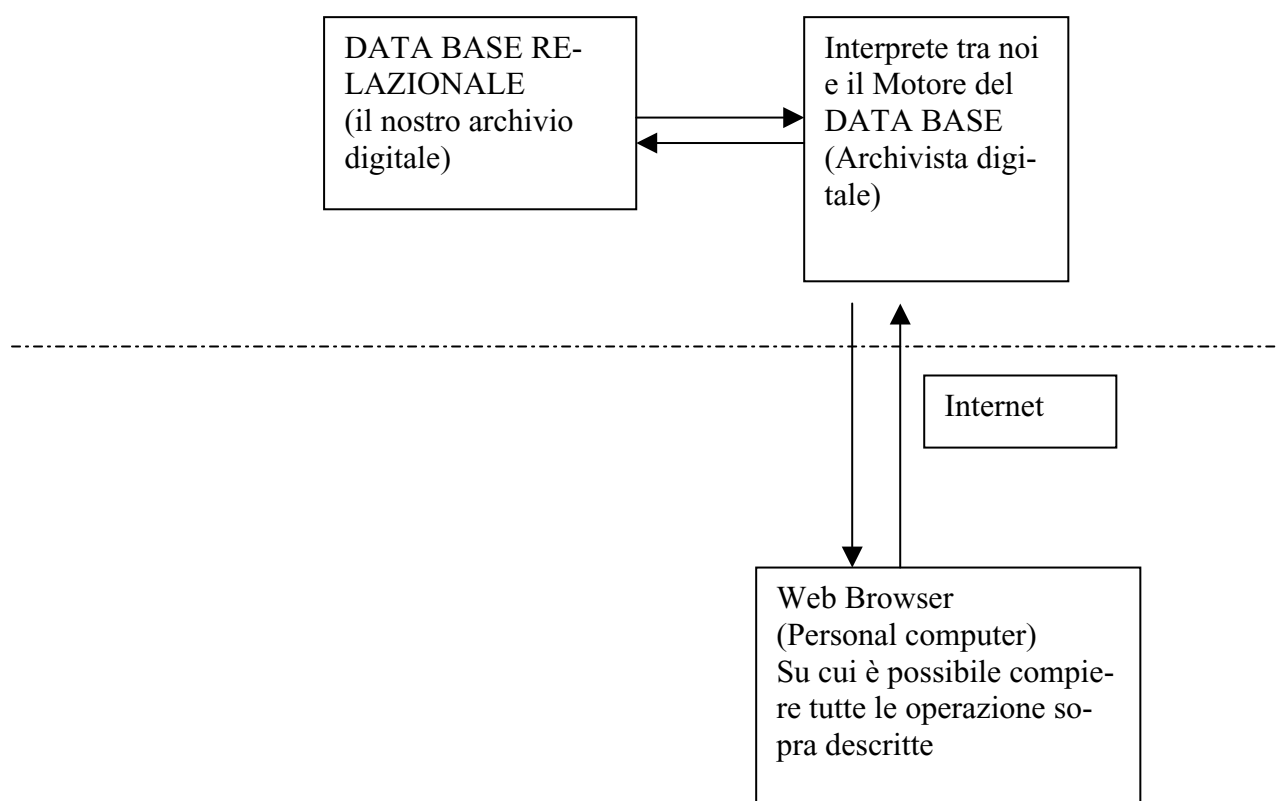 DATA BASE RE-
LAZIONALE
(il nostro archivio
digitale)
Interprete tra noi
e il Motore del
DATA BASE
(Archivista digi-
tale)
Internet
Web Browser
(Personal computer)
Su cui è possibile compie-
re tutte le operazione so-
pra descritte